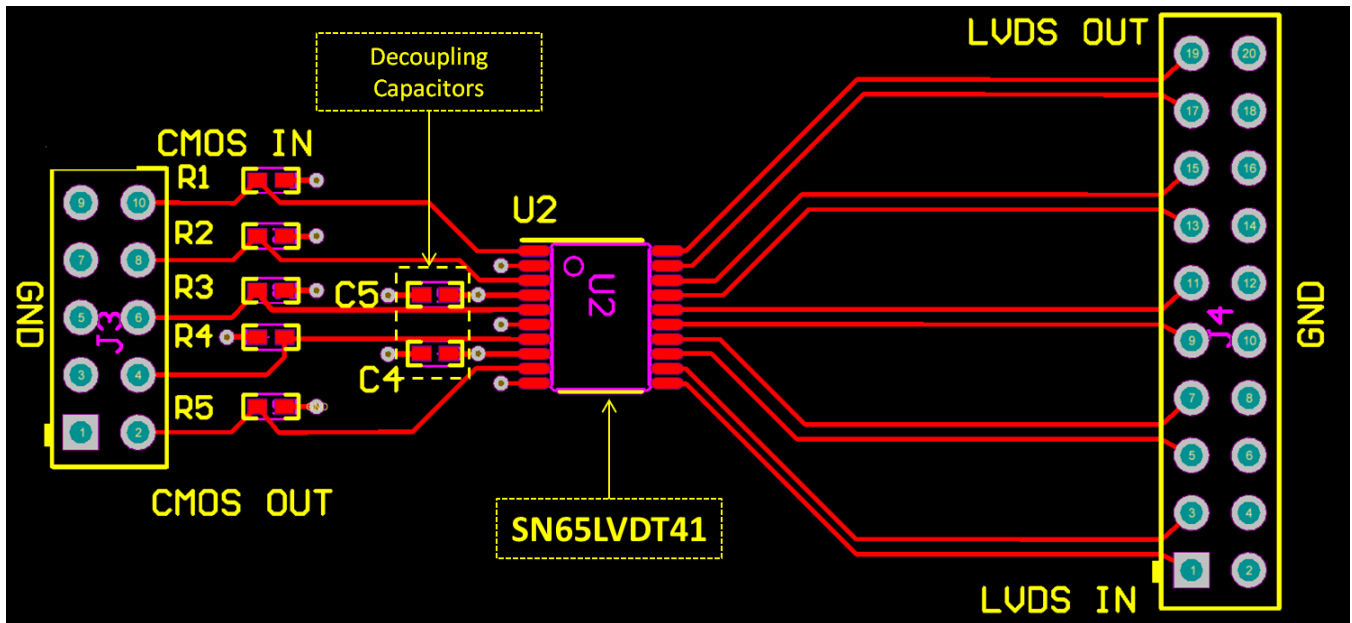 LVDS OUT
Decoupling
Capacitors
CMOS IN
R1
R2
R3
R4
R5
C5
C4
U2
U2
GND
J3
9
10
7
8
5
6
3
4
1
2
CMOS OUT
SN65LVDT41
19
20
17
18
15
16
13
14
11
12
9
10
7
8
5
6
3
4
1
2
J4
GND
LVDS IN